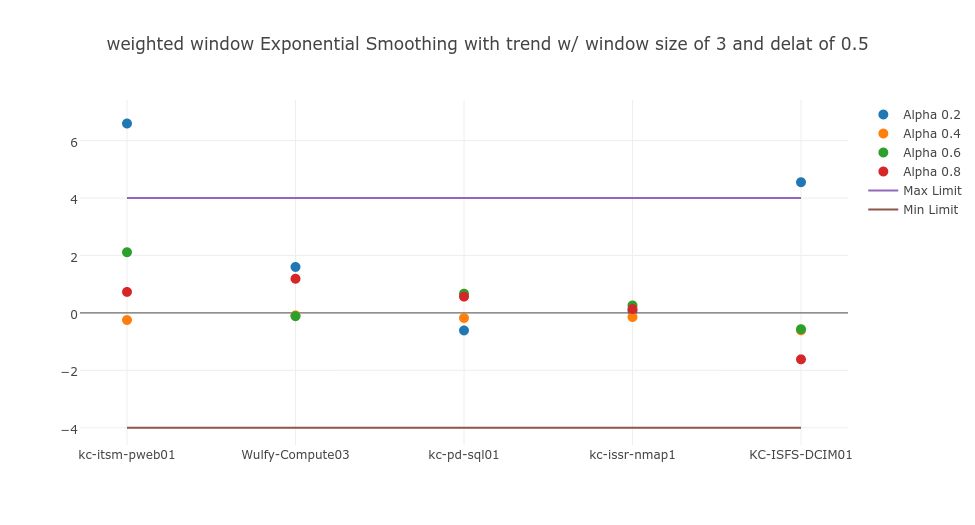 weighted window Exponential Smoothing with trend w/ window size of 3 and delat of 0.5
Alpha 0.2
Alpha 0.4
Alpha 0.6
Alpha 0.8
Max Limit
Min Limit
6
4
2
0
−2
−4
kc-itsm-pweb01
Wulfy-Compute03
kc-pd-sql01
kc-issr-nmap1
KC-ISFS-DCIM01